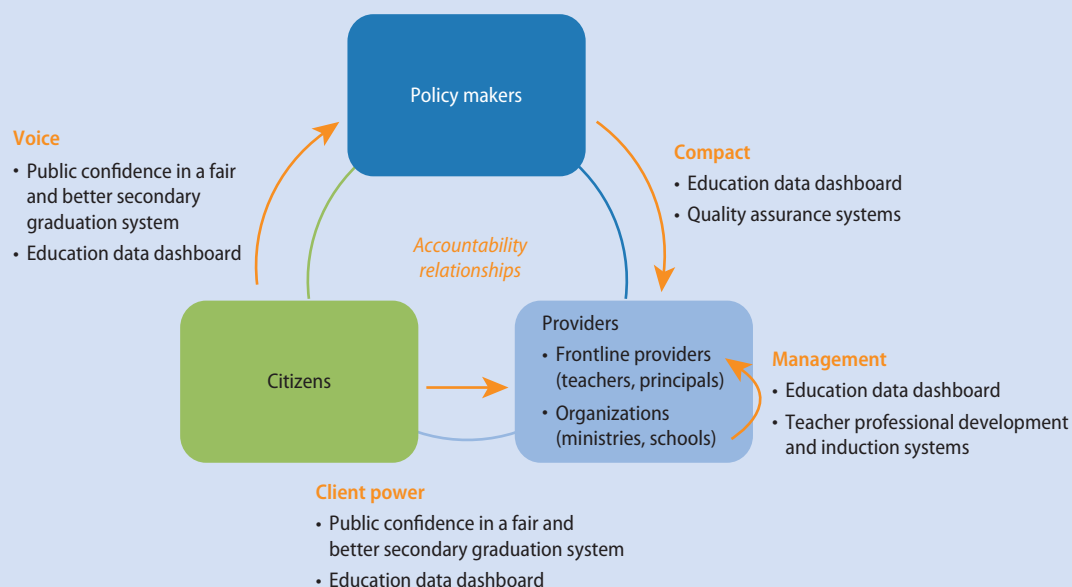 Policy makers
Voice
• Public confidence in a fair
and better secondary
graduation system
• Education data dashboard
Compact
• Education data dashboard
• Quality assurance systems
Accountability
relationships
Citizens
Providers
• Frontline providers
(teachers, principals)
• Organizations
(ministries, schools)
Management
• Education data dashboard
• Teacher professional development
and induction systems
Client power
• Public confidence in a fair and
better secondary graduation system
• Education data dashboard